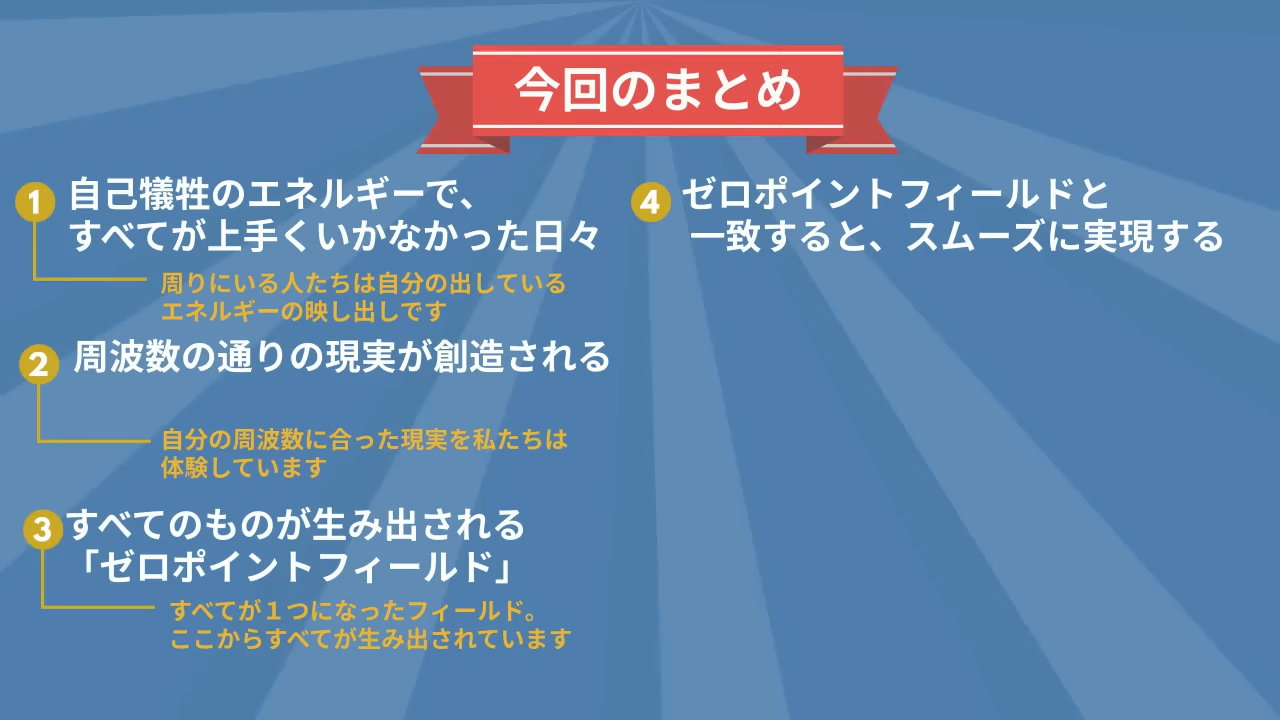 今回のまとめ
1
自己犠牲のエネルギーで、
すべてが上手くいかなかった日々
周りにいる人たちは自分の出している
エネルギーの映し出しです
2
周波数の通りの現実が創造される
自分の周波数に合った現実を私たちは
体験しています
3
すべてのものが生み出される
「ゼロポイントフィールド」
すべてが１つになったフィールド。
ここからすべてが生み出されています
4
ゼロポイントフィールドと
一致すると、スムーズに実現する